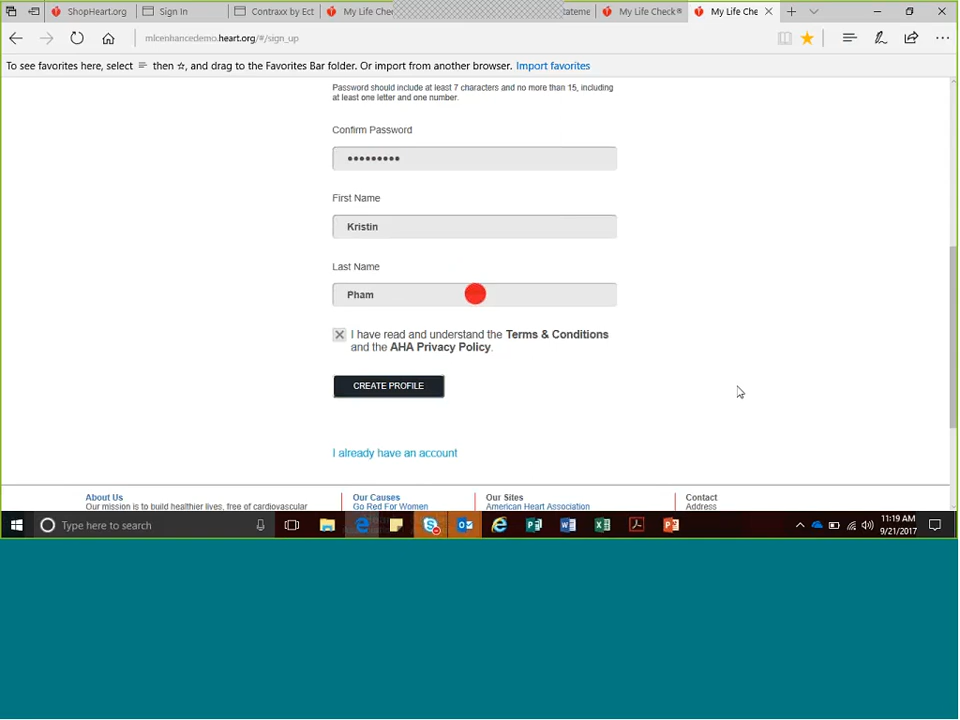 ShopHeart.org
Sign In
Contraxx by Ect
My Life Chec
tateme
My Life Check®
My Life Che
mlcenhancedemo.heart.org/#/sign_up
To see favorites here, select then ☆, and drag to the Favorites Bar folder. Or import from another browser. Import favorites
Password should include at least 7 characters and no more than 15, including
at least one letter and one number.
Confirm Password
•••••••••
First Name
Kristin
Last Name
Pham
I have read and understand the Terms & Conditions
and the AHA Privacy Policy.
CREATE PROFILE
I already have an account
About Us
Our mission is to build healthier lives, free of cardiovascular
Our Causes
Go Red For Women
Our Sites
American Heart Association
Contact
Address
Type here to search
11:19 AM
9/21/2017